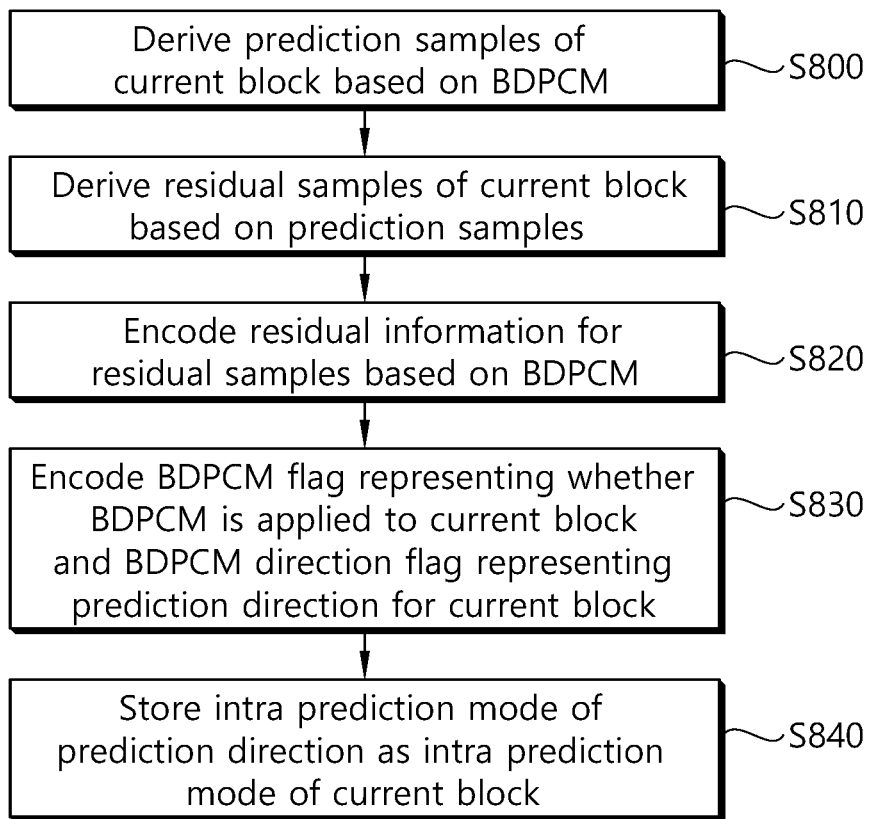 Derive prediction samples of
current block based on BDPCM
S800
Derive residual samples of current block
based on prediction samples
S810
Encode residual information for
residual samples based on BDPCM
S820
Encode BDPCM flag representing whether
BDPCM is applied to current block
and BDPCM direction flag representing
prediction direction for current block
S830
Store intra prediction mode of
prediction direction as intra prediction
mode of current block
S840